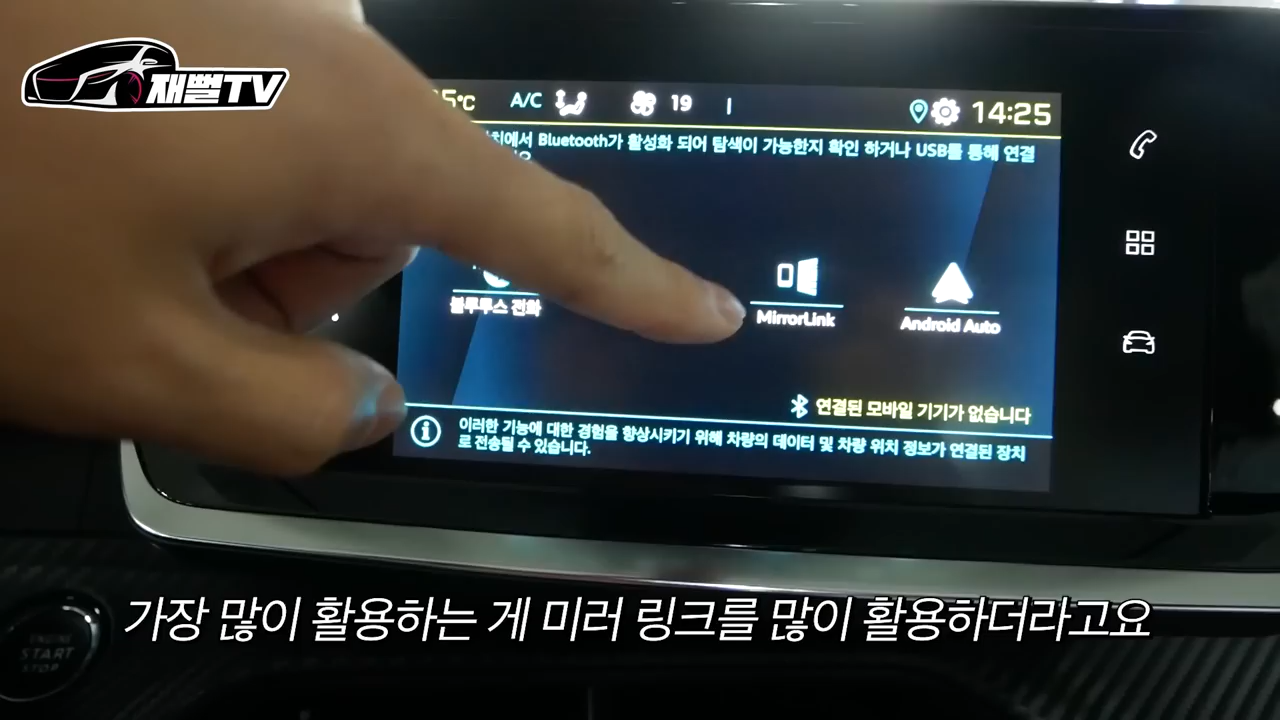 재뻘TV
5°C A/C 19 14:25
치에서 Bluetooth가 활성화 되어 탐색이 가능한지 확인 하거나 USB를 통해 연결
블루투스 전화
MirrorLink
Android Auto
연결된 모바일 기기가 없습니다
이러한 기능에 대한 경험을 향상시키기 위해 차량의 데이터 및 차량 위치 정보가 연결된 장치
로 전송될 수 있습니다.
ENGINE
START
STOP
가장 많이 활용하는 게 미러 링크를 많이 활용하더라고요